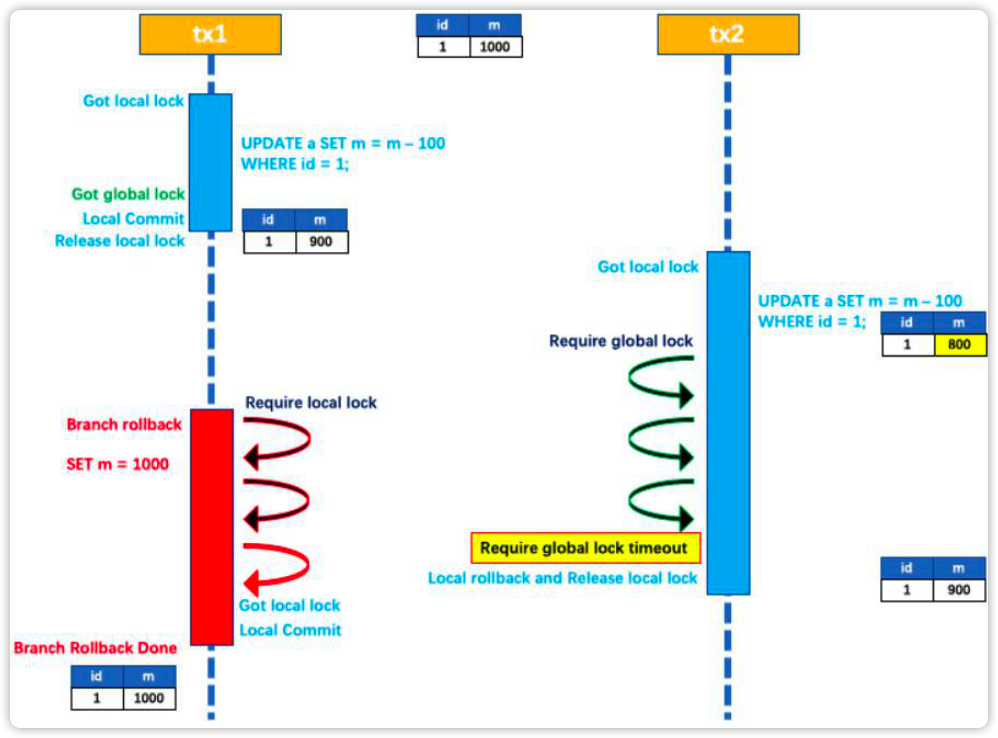 tx1
id m
1 1000
tx2
Got local lock
UPDATE a SET m = m – 100
WHERE id = 1;
Got global lock
Local Commit
Release local lock
id m
1 900
Got local lock
UPDATE a SET m = m – 100
WHERE id = 1;
id m
1 800
Require global lock
Require local lock
Branch rollback
SET m = 1000
Require global lock timeout
Local rollback and Release local lock
id m
1 900
Got local lock
Local Commit
Branch Rollback Done
id m
1 1000